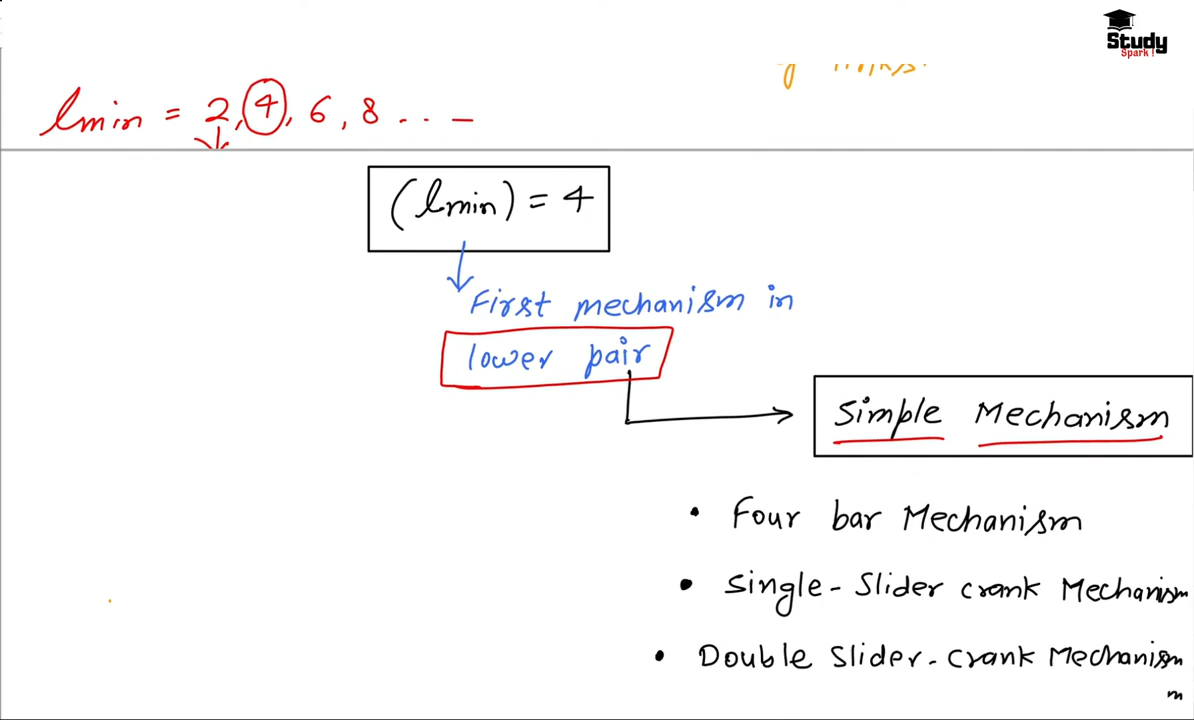 Study
Spark !
lmin = 2, 4, 6, 8 . . . –
(lmin) = 4
First mechanism in
lower pair
Simple Mechanism
• Four bar Mechanism
• Single - Slider crank Mechanism
• Double Slider - crank Mechanism
m